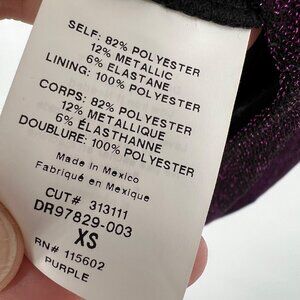 SELF: 82% POLYESTER
12% METALLIC
6% ELASTANE
LINING: 100% POLYESTER
CORPS: 82% POLYESTER
12% METALLIQUE
6% ÉLASTHANNE
DOUBLURE: 100% POLYESTER
Made in Mexico
Fabriqué en Mexique
CUT# 313111
DR97829-003
XS
RN# 115602
PURPLE